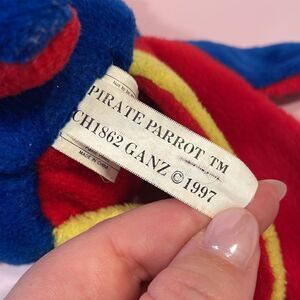 PIRATE PARROT TM
CH1862 GANZ © 1997
MADE IN CHINA